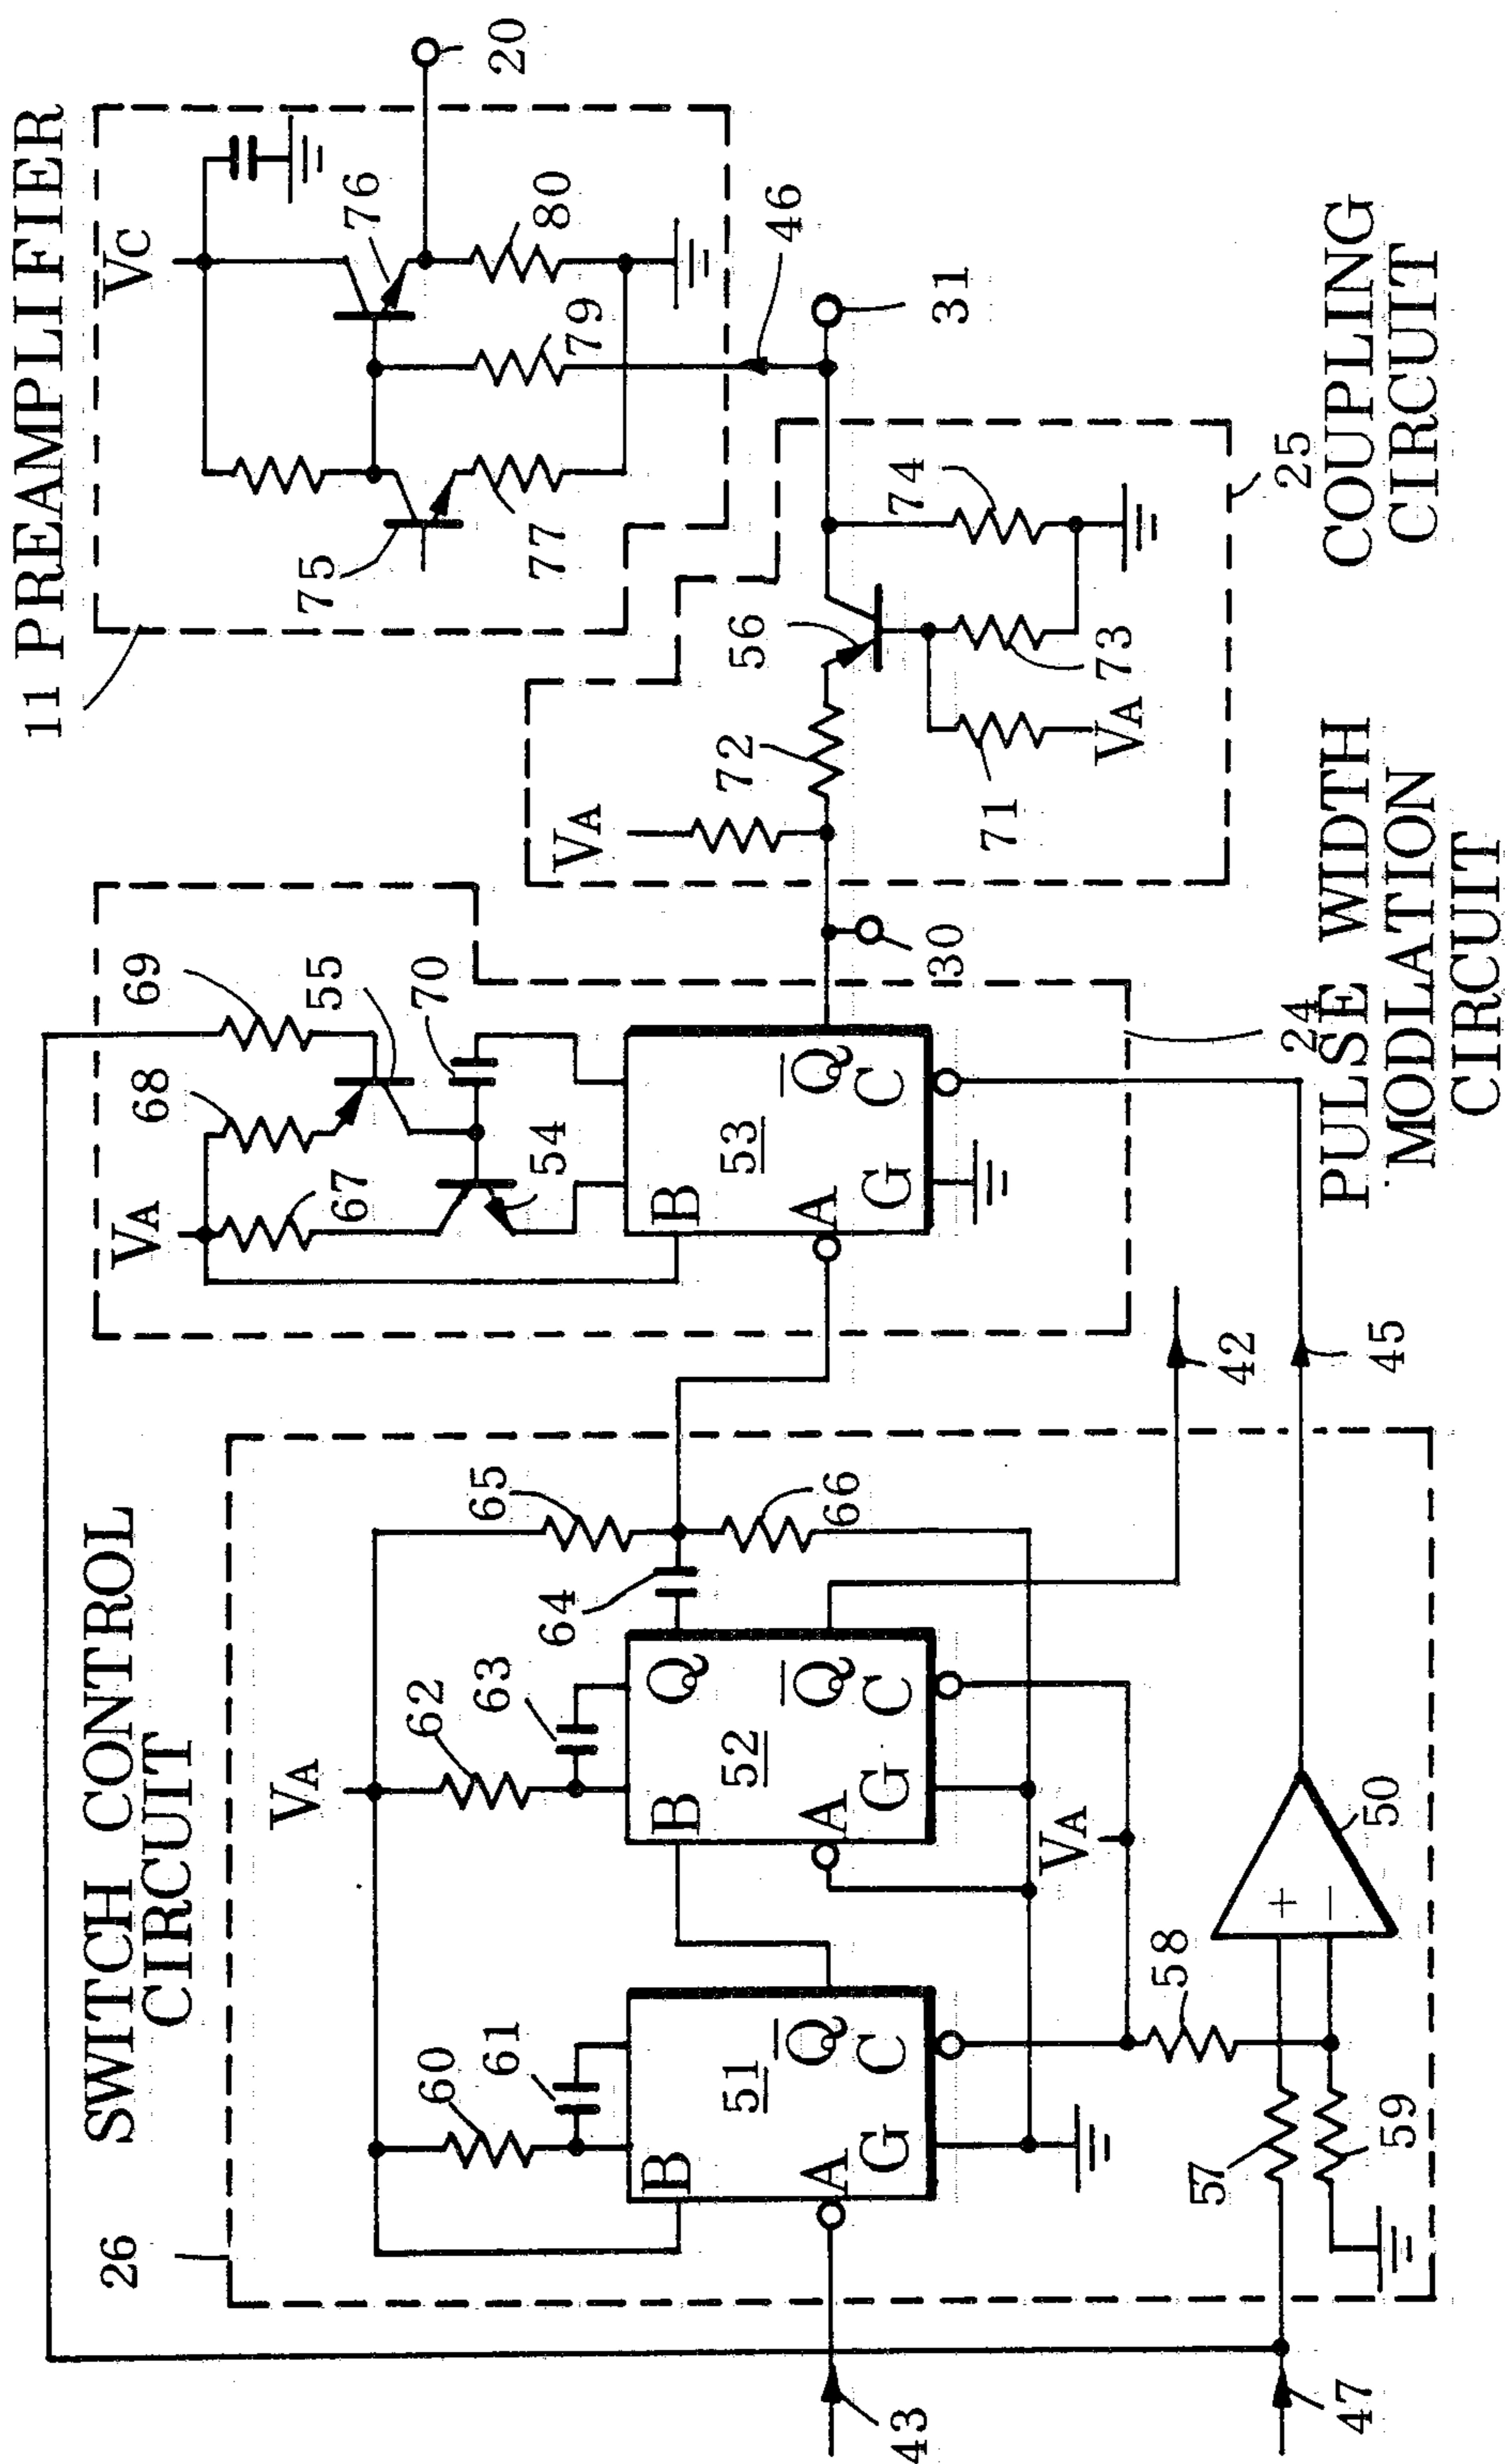 11 PREAMPLIFIER
VC
20
76
75
77
79
80
46
31
VA
72
56
74
71
73
VA
25
COUPLING
CIRCUIT
VA
67
68
69
55
54
70
B
53
A
Q
G
C
30
24
PULSE WIDTH
MODLATION
CIRCUIT
42
45
SWITCH CONTROL
CIRCUIT
26
VA
60
61
62
63
64
65
66
B
51
A
Q
G
C
B
52
Q
A
Q
G
C
VA
58
57
59
+
−
50
43
47